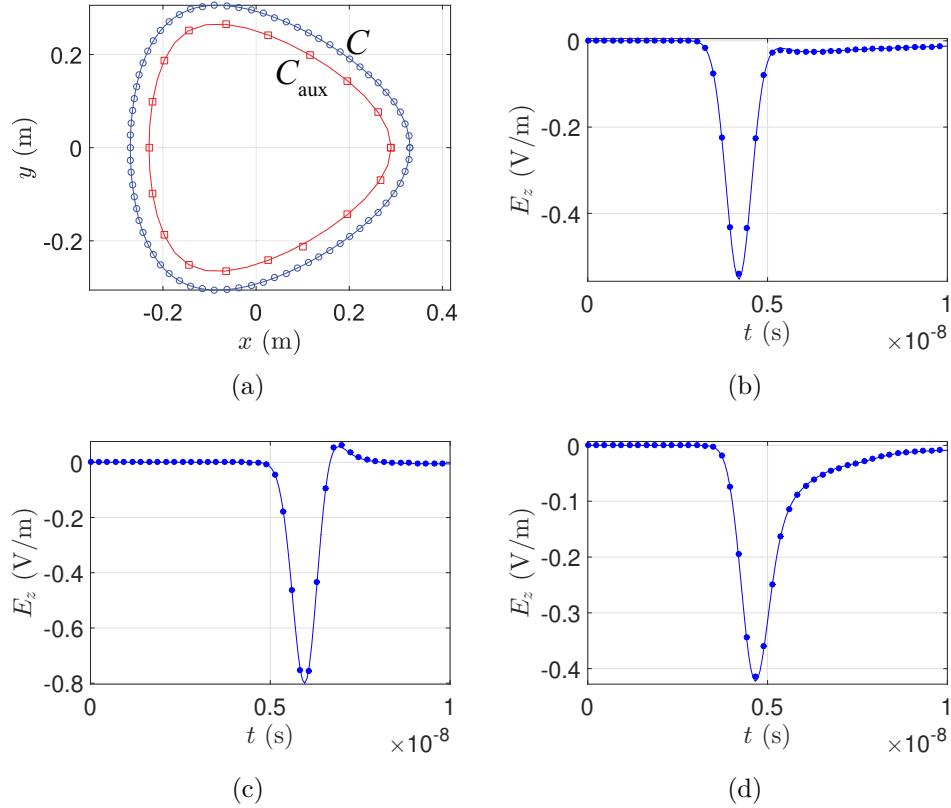 0.2
0
-0.2
y (m)
C
C_aux
-0.2
0
0.2
0.4
x (m)
(a)
0
-0.2
-0.4
E_z (V/m)
0
0.5
1
t (s)
×10^-8
(b)
0
-0.2
-0.4
-0.6
-0.8
E_z (V/m)
0
0.5
1
t (s)
×10^-8
(c)
0
-0.1
-0.2
-0.3
-0.4
E_z (V/m)
0
0.5
1
t (s)
×10^-8
(d)